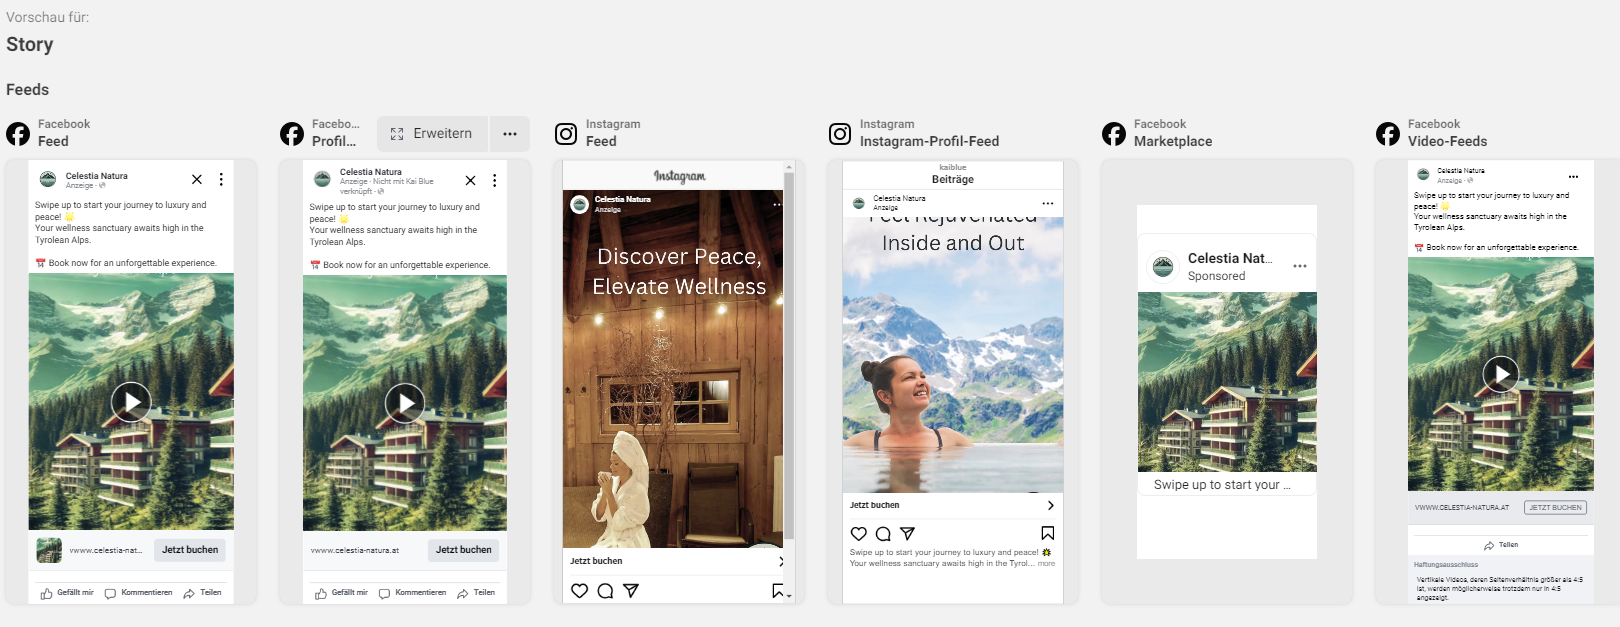 Vorschau für:
Story
Feeds
Facebook
Feed
Celestia Natura
Anzeige ·
Swipe up to start your journey to luxury and
peace! 🌟
Your wellness sanctuary awaits high in the
Tyrolean Alps.
📅 Book now for an unforgettable experience.
vwww.celestia-nat...
Jetzt buchen
Gefällt mir
Kommentieren
Teilen
Facebo...
Profil...
Erweitern
Celestia Natura
Anzeige · Nicht mit Kai Blue
verknüpft ·
Swipe up to start your journey to luxury and
peace! 🌟
Your wellness sanctuary awaits high in the
Tyrolean Alps.
📅 Book now for an unforgettable experience.
vwww.celestia-natura.at
Jetzt buchen
Gefällt mir
Kommentieren
Teilen
Instagram
Feed
Instagram
Celestia Natura
Anzeige
Discover Peace,
Elevate Wellness
Jetzt buchen
Instagram
Instagram-Profil-Feed
kaiblue
Beiträge
Celestia Natura
Anzeige
Feel Rejuvenated
Inside and Out
Jetzt buchen
Swipe up to start your journey to luxury and peace! 🌟
Your wellness sanctuary awaits high in the Tyrol... more
Facebook
Marketplace
Celestia Nat...
Sponsored
Swipe up to start your ...
Facebook
Video-Feeds
Celestia Natura
Anzeige ·
Swipe up to start your journey to luxury and
peace! 🌟
Your wellness sanctuary awaits high in the
Tyrolean Alps.
📅 Book now for an unforgettable experience.
VWWW.CELESTIA-NATURA.AT
JETZT BUCHEN
Teilen
Haftungsausschluss
Vertikale Videos, deren Seitenverhältnis größer als 4:5
ist, werden möglicherweise trotzdem nur in 4:5
angezeigt.